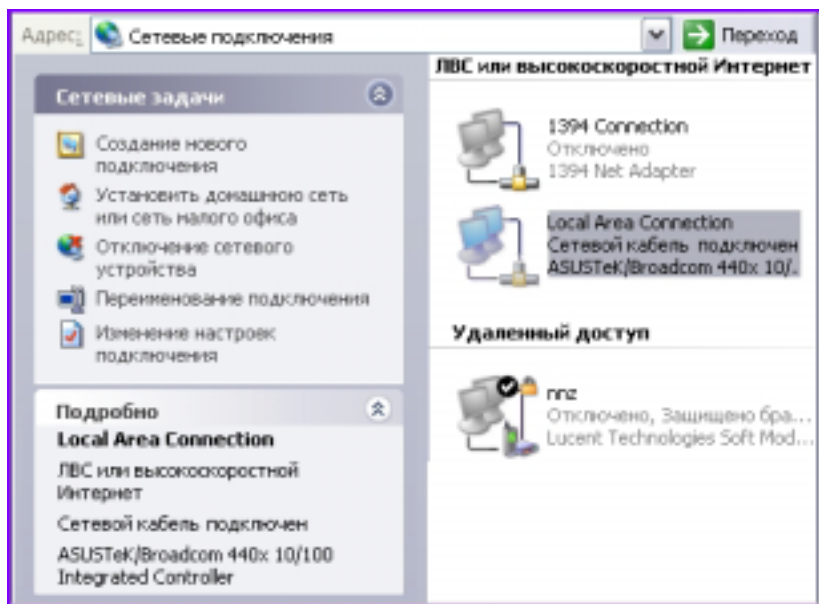 Адрес:
Сетевые подключения
Переход
Сетевые задачи
Создание нового
подключения
Установить домашнюю сеть
или сеть малого офиса
Отключение сетевого
устройства
Переименование подключения
Изменение настроек
подключения
Подробно
Local Area Connection
ЛВС или высокоскоростной
Интернет
Сетевой кабель подключен
ASUSTeK/Broadcom 440x 10/100
Integrated Controller
ЛВС или высокоскоростной Интернет
1394 Connection
Отключено
1394 Net Adapter
Local Area Connection
Сетевой кабель подключен
ASUSTeK/Broadcom 440x 10/..
Удаленный доступ
nnz
Отключено, Защищено бра...
Lucent Technologies Soft Mod...